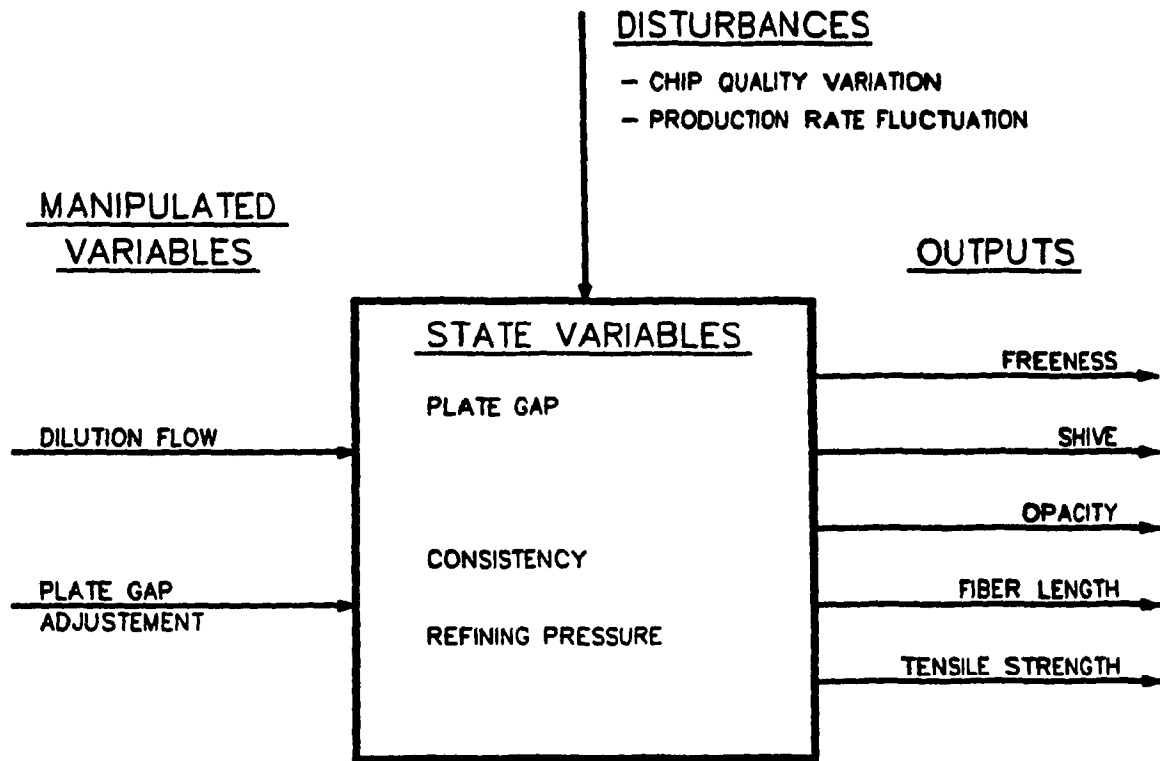 DISTURBANCES
- CHIP QUALITY VARIATION
- PRODUCTION RATE FLUCTUATION
MANIPULATED
VARIABLES
DILUTION FLOW
PLATE GAP
ADJUSTEMENT
STATE VARIABLES
PLATE GAP
CONSISTENCY
REFINING PRESSURE
OUTPUTS
FREENESS
SHIVE
OPACITY
FIBER LENGTH
TENSILE STRENGTH